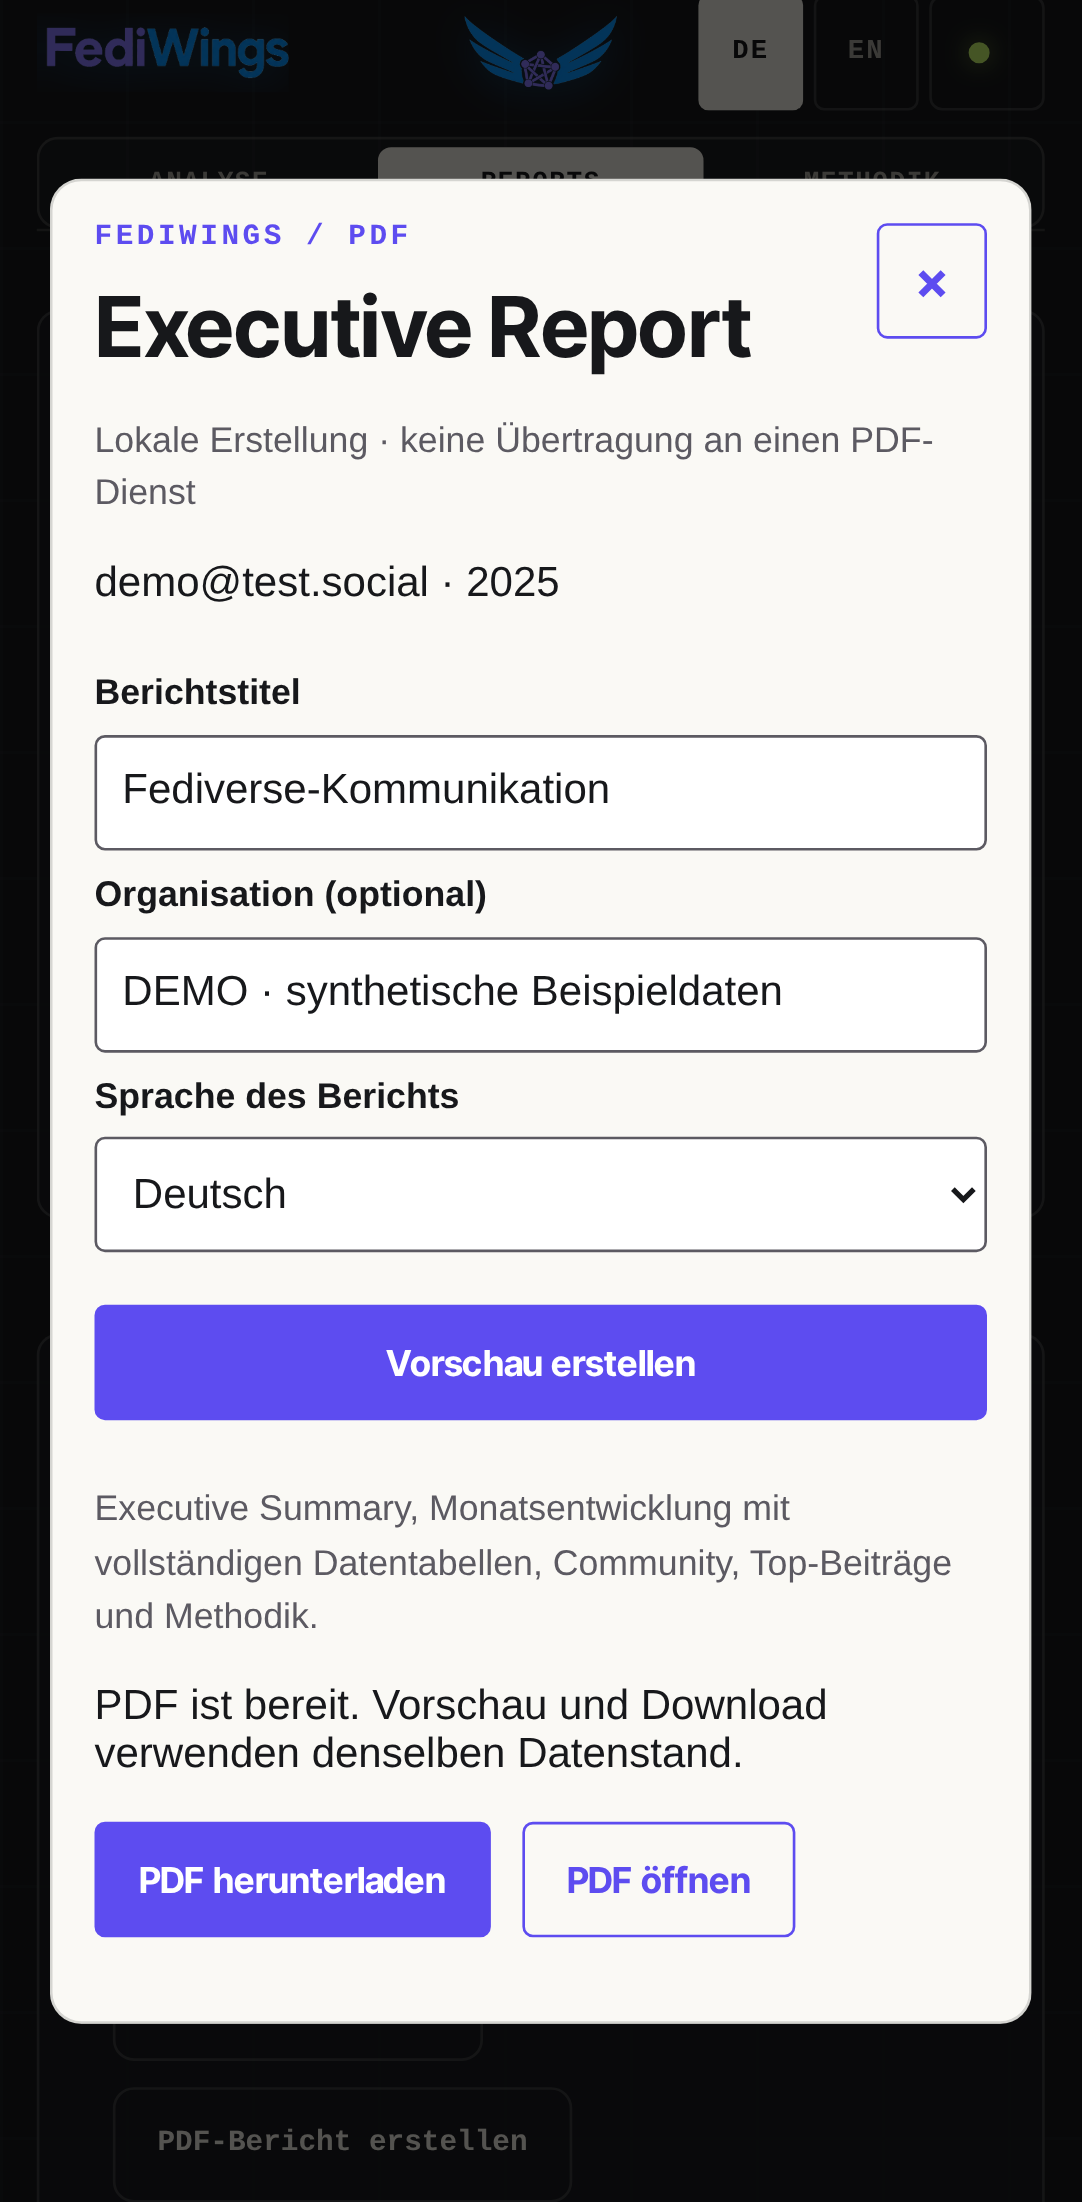 FediWings
DE
EN
ANALYSE
REPORTS
METHODIK
FEDIWINGS / PDF
×
Executive Report
Lokale Erstellung · keine Übertragung an einen PDF-
Dienst
demo@test.social · 2025
Berichtstitel
Fediverse-Kommunikation
Organisation (optional)
DEMO · synthetische Beispieldaten
Sprache des Berichts
Deutsch
Vorschau erstellen
Executive Summary, Monatsentwicklung mit
vollständigen Datentabellen, Community, Top-Beiträge
und Methodik.
PDF ist bereit. Vorschau und Download
verwenden denselben Datenstand.
PDF herunterladen
PDF öffnen
PDF-Bericht erstellen